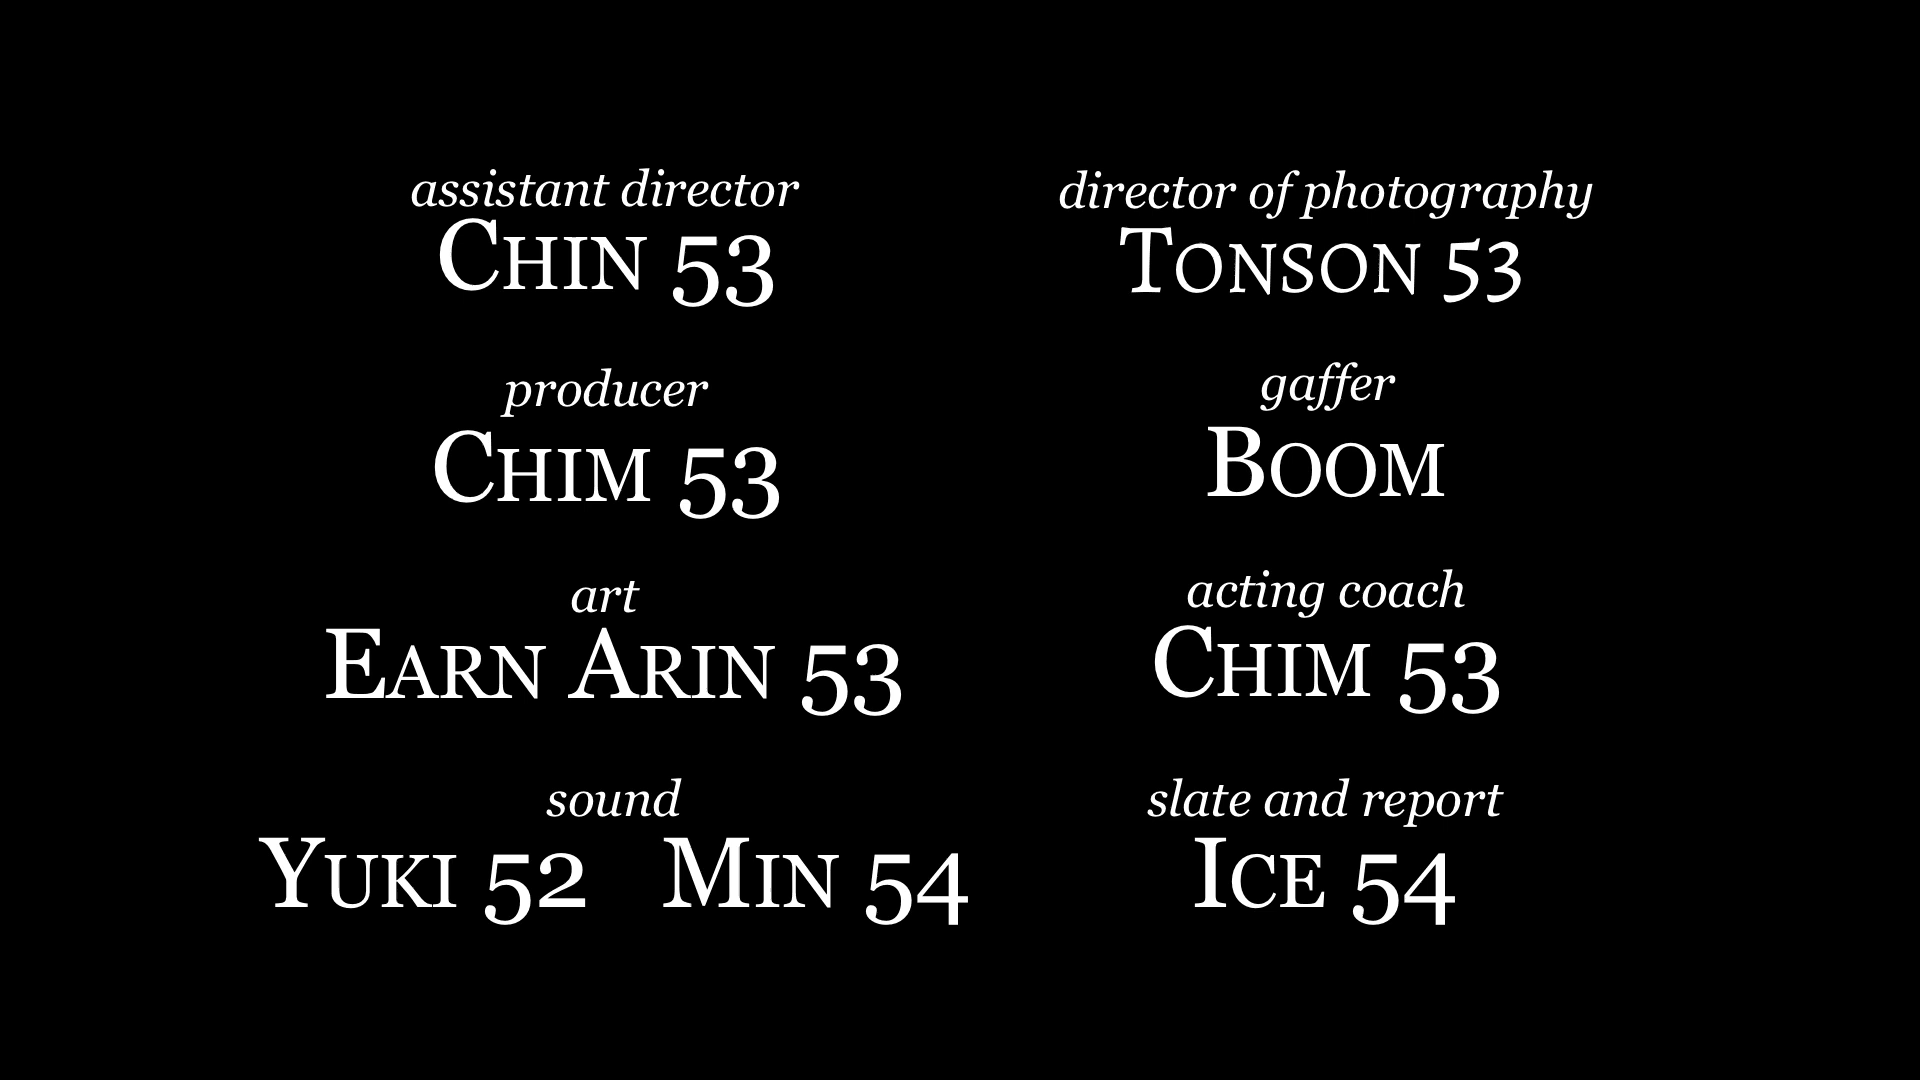 assistant director
Chin 53
producer
Chim 53
art
Earn Arin 53
sound
Yuki 52   Min 54
director of photography
Tonson 53
gaffer
Boom
acting coach
Chim 53
slate and report
Ice 54